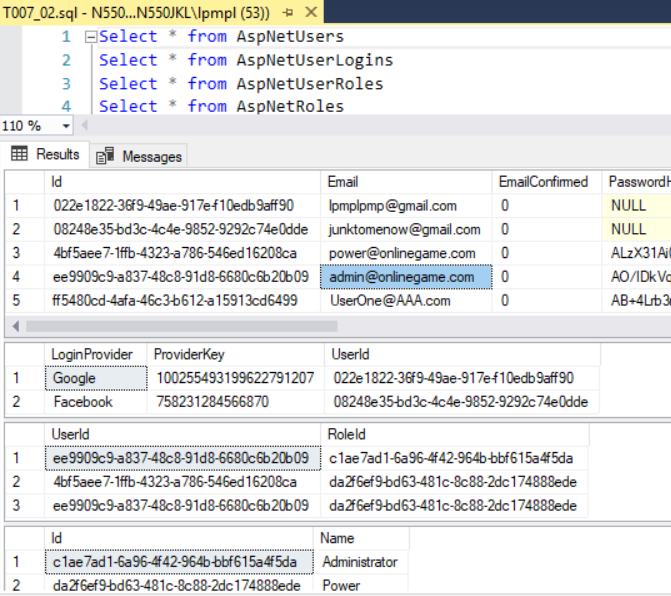 T007_02.sql - N550...N550JKL\lpmpl (53))
1 Select * from AspNetUsers
2 Select * from AspNetUserLogins
3 Select * from AspNetUserRoles
4 Select * from AspNetRoles
110 %
Results Messages
Id Email EmailConfirmed PasswordH
1 022e1822-36f9-49ae-917e-f10edb9aff90 lpmplpmp@gmail.com 0 NULL
2 08248e35-bd3c-4c4e-9852-9292c74e0dde junktomenow@gmail.com 0 NULL
3 4bf5aee7-1ffb-4323-a786-546ed16208ca power@onlinegame.com 0 ALzX31Ai
4 ee9909c9-a837-48c8-91d8-6680c6b20b09 admin@onlinegame.com 0 AO/IDkVc
5 ff5480cd-4afa-46c3-b612-a15913cd6499 UserOne@AAA.com 0 AB+4Lrb3
LoginProvider ProviderKey UserId
1 Google 100255493199622791207 022e1822-36f9-49ae-917e-f10edb9aff90
2 Facebook 758231284566870 08248e35-bd3c-4c4e-9852-9292c74e0dde
UserId RoleId
1 ee9909c9-a837-48c8-91d8-6680c6b20b09 c1ae7ad1-6a96-4f42-964b-bbf615a4f5da
2 4bf5aee7-1ffb-4323-a786-546ed16208ca da2f6ef9-bd63-481c-8c88-2dc174888ede
3 ee9909c9-a837-48c8-91d8-6680c6b20b09 da2f6ef9-bd63-481c-8c88-2dc174888ede
Id Name
1 c1ae7ad1-6a96-4f42-964b-bbf615a4f5da Administrator
2 da2f6ef9-bd63-481c-8c88-2dc174888ede Power